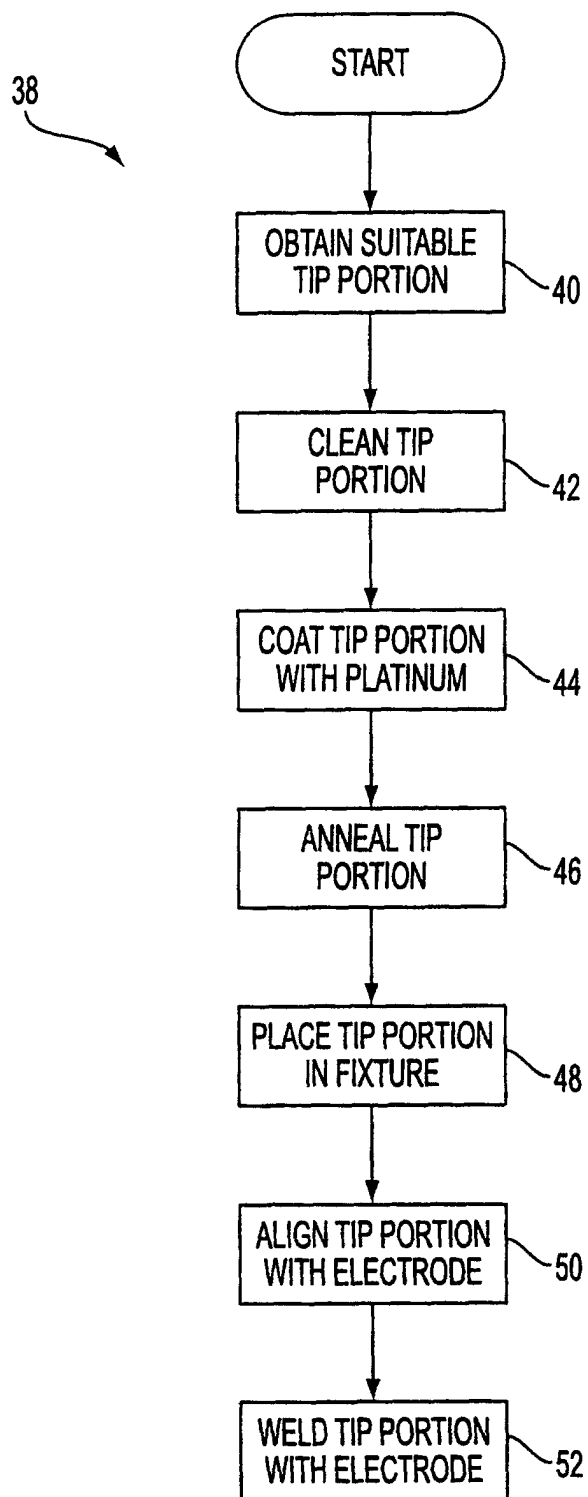 START
38
OBTAIN SUITABLE
TIP PORTION
40
CLEAN TIP
PORTION
42
COAT TIP PORTION
WITH PLATINUM
44
ANNEAL TIP
PORTION
46
PLACE TIP PORTION
IN FIXTURE
48
ALIGN TIP PORTION
WITH ELECTRODE
50
WELD TIP PORTION
WITH ELECTRODE
52